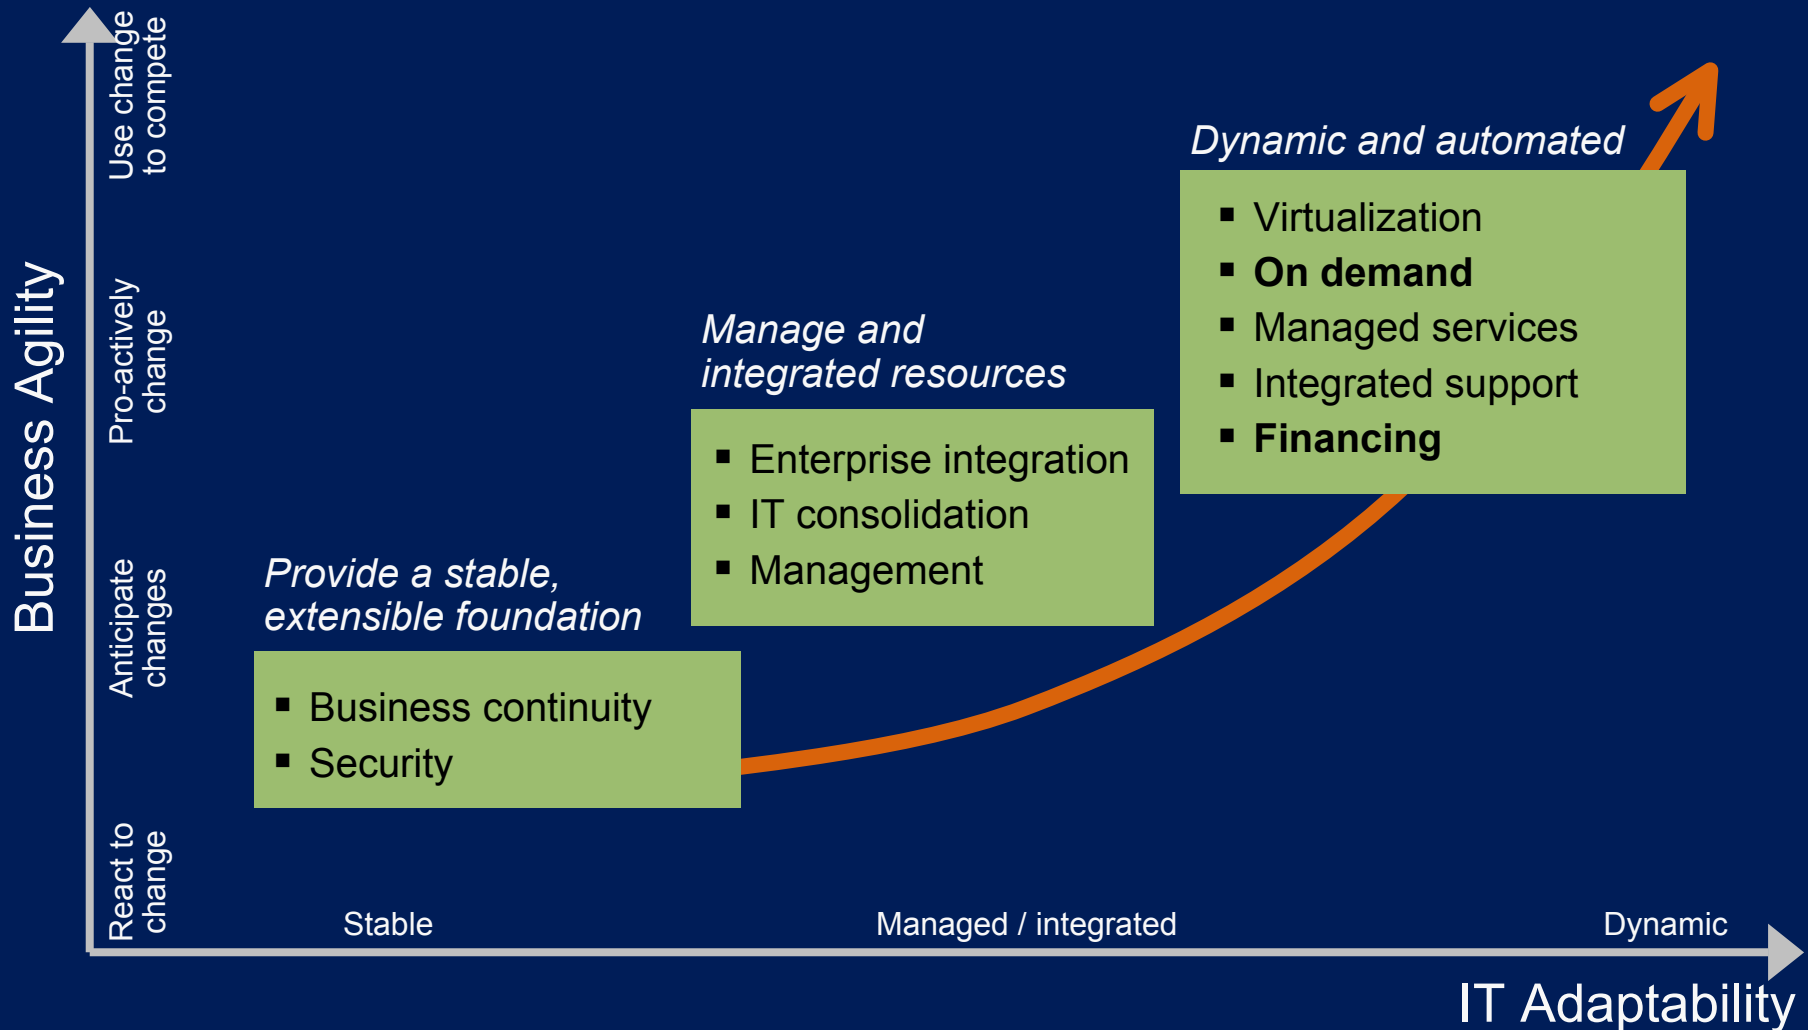 Business Agility
Use change
to compete
Pro-actively
change
Anticipate
changes
React to
change
Dynamic and automated
▪ Virtualization
▪ On demand
▪ Managed services
▪ Integrated support
▪ Financing
Manage and
integrated resources
▪ Enterprise integration
▪ IT consolidation
▪ Management
Provide a stable,
extensible foundation
▪ Business continuity
▪ Security
Stable
Managed / integrated
Dynamic
IT Adaptability